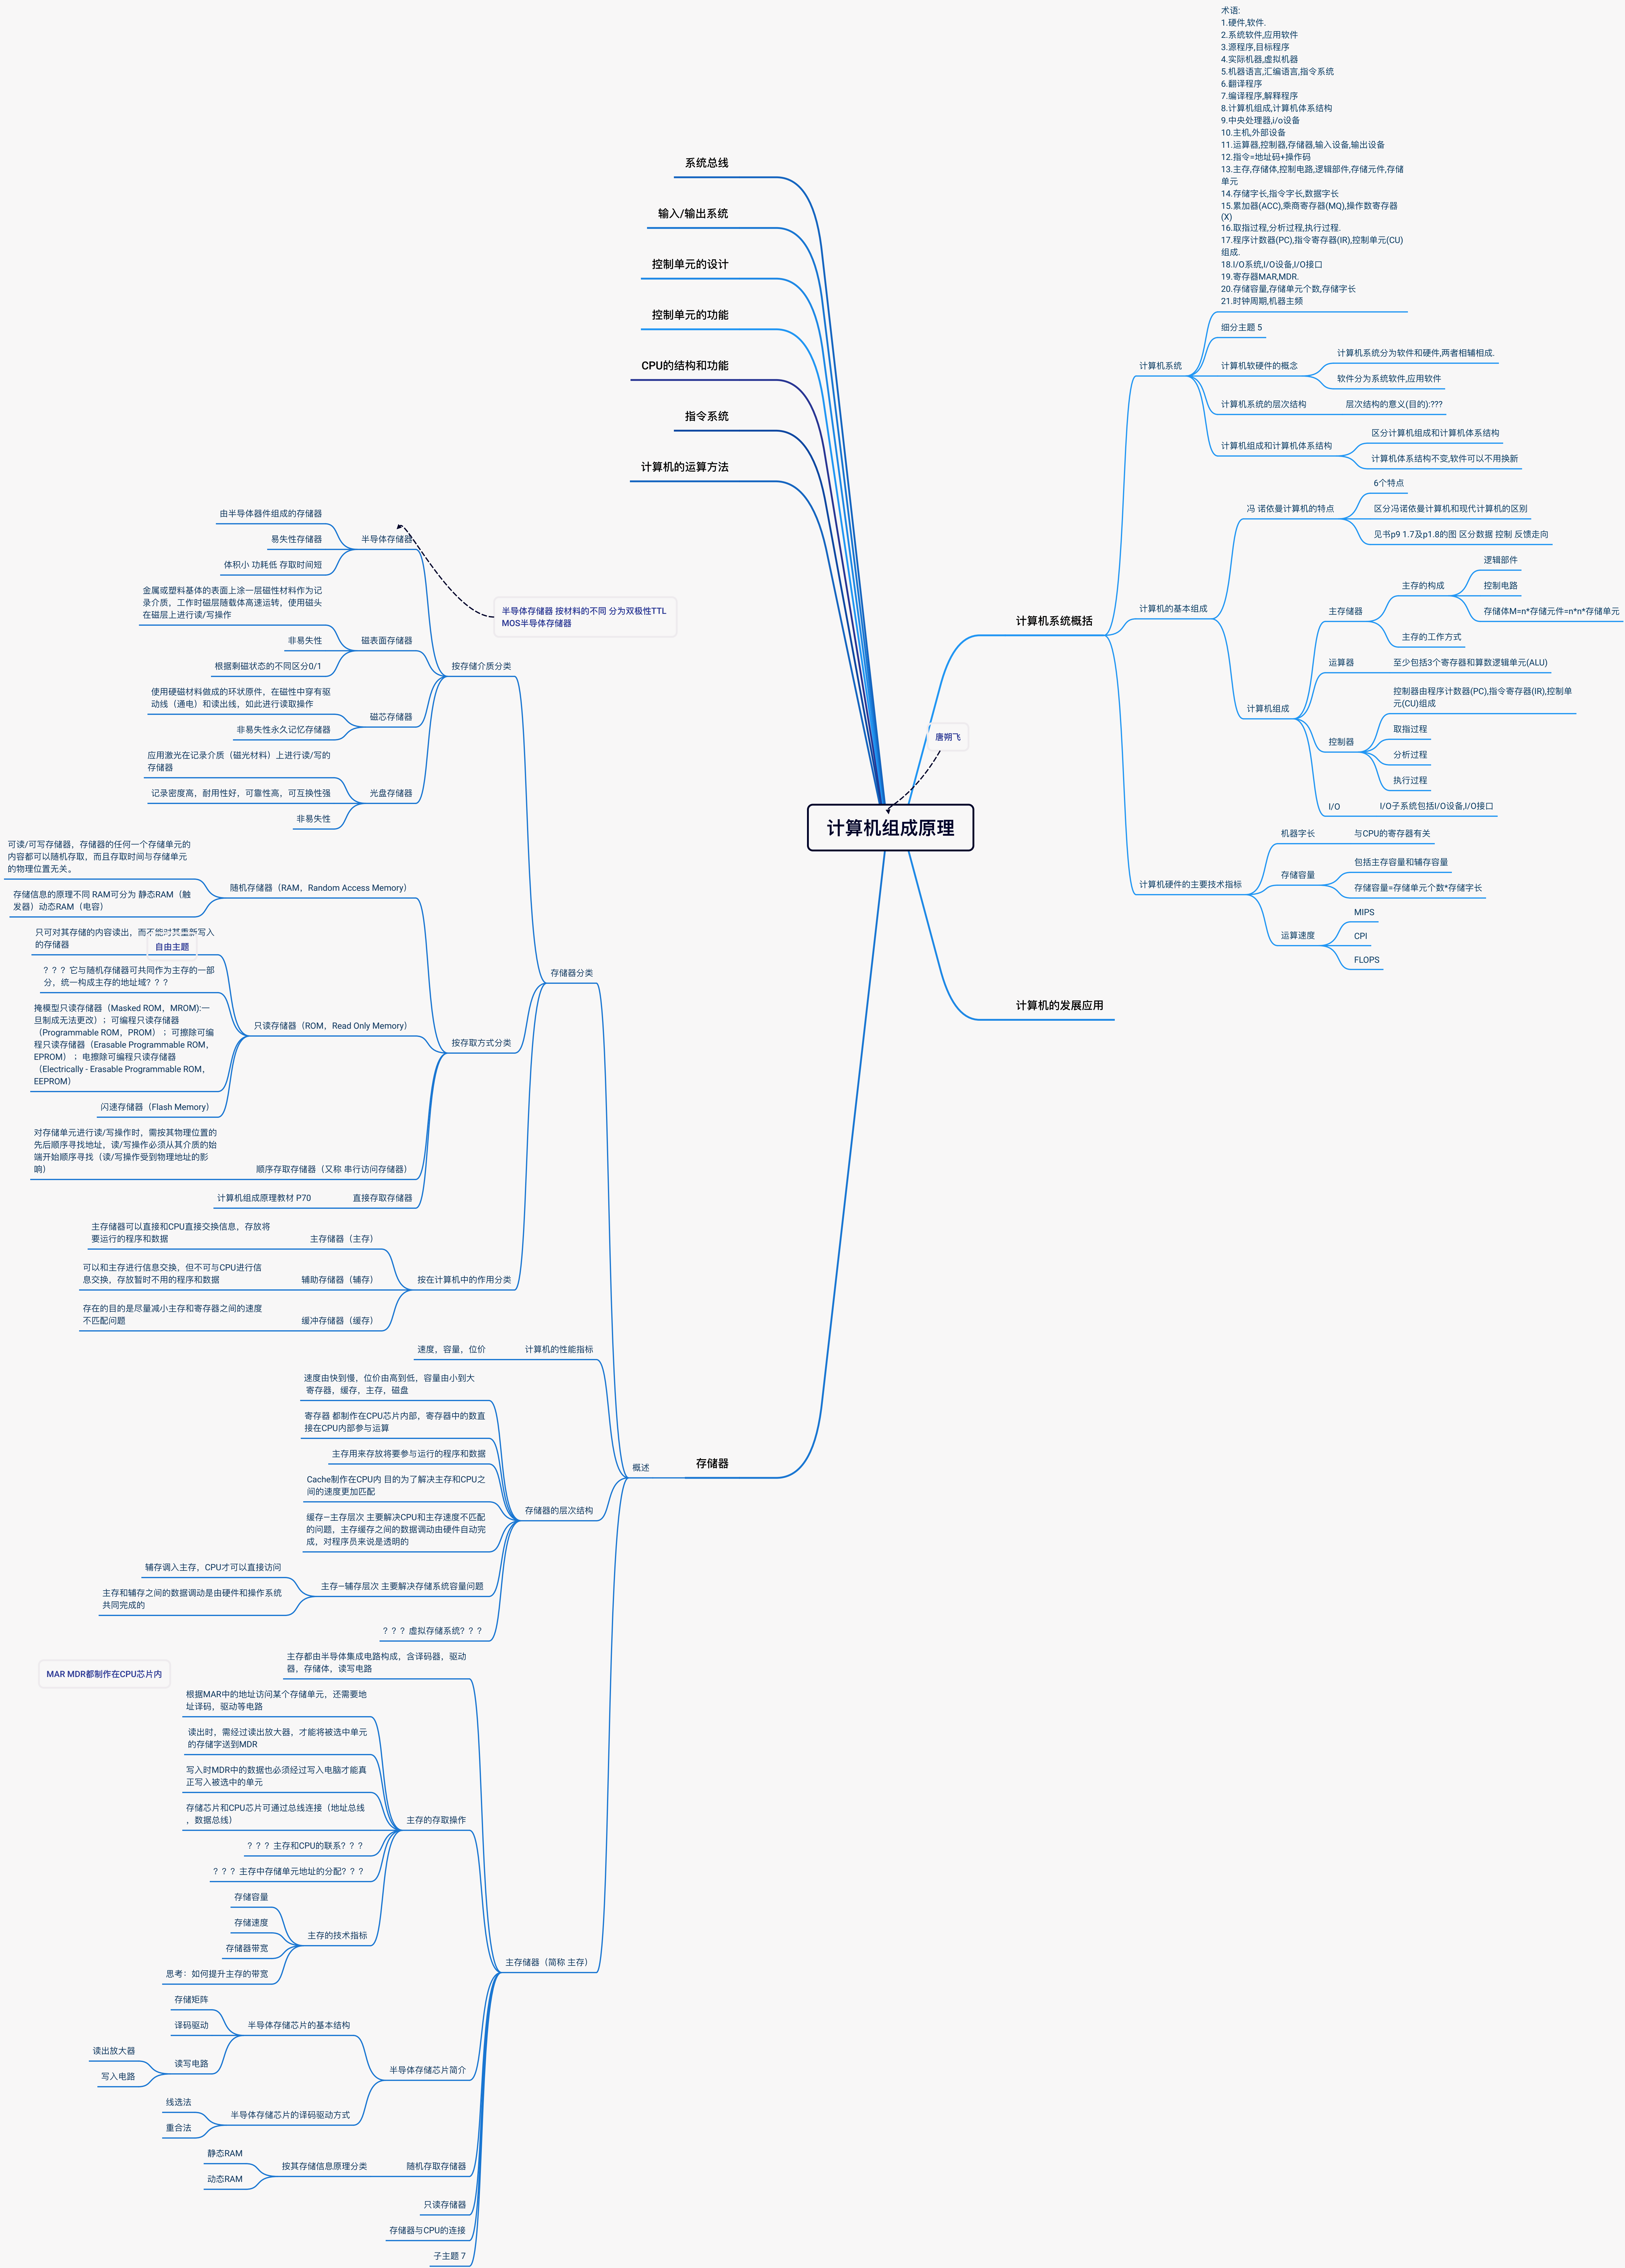 计算机组成原理
唐朔飞
计算机系统概括
计算机系统
术语:
1.硬件,软件.
2.系统软件,应用软件
3.源程序,目标程序
4.实际机器,虚拟机器
5.机器语言,汇编语言,指令系统
6.翻译程序
7.编译程序,解释程序
8.计算机组成,计算机体系结构
9.中央处理器,i/o设备
10.主机,外部设备
11.运算器,控制器,存储器,输入设备,输出设备
12.指令=地址码+操作码
13.主存,存储体,控制电路,逻辑部件,存储元件,存储
单元
14.存储字长,指令字长,数据字长
15.累加器(ACC),乘商寄存器(MQ),操作数寄存器
(X)
16.取指过程,分析过程,执行过程.
17.程序计数器(PC),指令寄存器(IR),控制单元(CU)
组成.
18.I/O系统,I/O设备,I/O接口
19.寄存器MAR,MDR.
20.存储容量,存储单元个数,存储字长
21.时钟周期,机器主频
细分主题 5
计算机软硬件的概念
计算机系统分为软件和硬件,两者相辅相成.
软件分为系统软件,应用软件
计算机系统的层次结构
层次结构的意义(目的):???
计算机组成和计算机体系结构
区分计算机组成和计算机体系结构
计算机体系结构不变,软件可以不用换新
计算机的基本组成
冯 诺依曼计算机的特点
6个特点
区分冯诺依曼计算机和现代计算机的区别
见书p9 1.7及p1.8的图 区分数据 控制 反馈走向
计算机组成
主存储器
主存的构成
逻辑部件
控制电路
存储体M=n*存储元件=n*n*存储单元
主存的工作方式
运算器
至少包括3个寄存器和算数逻辑单元(ALU)
控制器
控制器由程序计数器(PC),指令寄存器(IR),控制单
元(CU)组成
取指过程
分析过程
执行过程
I/O
I/O子系统包括I/O设备,I/O接口
计算机硬件的主要技术指标
机器字长
与CPU的寄存器有关
存储容量
包括主存容量和辅存容量
存储容量=存储单元个数*存储字长
运算速度
MIPS
CPI
FLOPS
计算机的发展应用
系统总线
输入/输出系统
控制单元的设计
控制单元的功能
CPU的结构和功能
指令系统
计算机的运算方法
存储器
概述
存储器分类
按存储介质分类
半导体存储器
由半导体器件组成的存储器
易失性存储器
体积小 功耗低 存取时间短
半导体存储器 按材料的不同 分为双极性TTL
MOS半导体存储器
磁表面存储器
金属或塑料基体的表面上涂一层磁性材料作为记
录介质，工作时磁层随载体高速运转，使用磁头
在磁层上进行读/写操作
非易失性
根据剩磁状态的不同区分0/1
磁芯存储器
使用硬磁材料做成的环状原件，在磁性中穿有驱
动线（通电）和读出线，如此进行读取操作
非易失性永久记忆存储器
光盘存储器
应用激光在记录介质（磁光材料）上进行读/写的
存储器
记录密度高，耐用性好，可靠性高，可互换性强
非易失性
按存取方式分类
随机存储器（RAM，Random Access Memory）
可读/可写存储器，存储器的任何一个存储单元的
内容都可以随机存取，而且存取时间与存储单元
的物理位置无关。
存储信息的原理不同 RAM可分为 静态RAM（触
发器）动态RAM（电容）
只读存储器（ROM，Read Only Memory）
只可对其存储的内容读出，而不能对其重新写入
的存储器
自由主题
？？？ 它与随机存储器可共同作为主存的一部
分，统一构成主存的地址域？？？
掩模型只读存储器（Masked ROM，MROM):一
旦制成无法更改）；可编程只读存储器
（Programmable ROM，PROM）；可擦除可编
程只读存储器（Erasable Programmable ROM，
EPROM）；电擦除可编程只读存储器
（Electrically - Erasable Programmable ROM，
EEPROM）
闪速存储器（Flash Memory）
顺序存取存储器（又称 串行访问存储器）
对存储单元进行读/写操作时，需按其物理位置的
先后顺序寻找地址，读/写操作必须从其介质的始
端开始顺序寻找（读/写操作受到物理地址的影
响）
直接存取存储器
计算机组成原理教材 P70
按在计算机中的作用分类
主存储器（主存）
主存储器可以直接和CPU直接交换信息，存放将
要运行的程序和数据
辅助存储器（辅存）
可以和主存进行信息交换，但不可与CPU进行信
息交换，存放暂时不用的程序和数据
缓冲存储器（缓存）
存在的目的是尽量减小主存和寄存器之间的速度
不匹配问题
计算机的性能指标
速度，容量，位价
存储器的层次结构
速度由快到慢，位价由高到低，容量由小到大
寄存器，缓存，主存，磁盘
寄存器 都制作在CPU芯片内部，寄存器中的数直
接在CPU内部参与运算
主存用来存放将要参与运行的程序和数据
Cache制作在CPU内 目的为了解决主存和CPU之
间的速度更加匹配
缓存—主存层次 主要解决CPU和主存速度不匹配
的问题，主存缓存之间的数据调动由硬件自动完
成，对程序员来说是透明的
主存—辅存层次 主要解决存储系统容量问题
辅存调入主存，CPU才可以直接访问
主存和辅存之间的数据调动是由硬件和操作系统
共同完成的
？？？虚拟存储系统？？？
主存储器（简称 主存）
主存都由半导体集成电路构成，含译码器，驱动
器，存储体，读写电路
MAR MDR都制作在CPU芯片内
主存的存取操作
根据MAR中的地址访问某个存储单元，还需要地
址译码，驱动等电路
读出时，需经过读出放大器，才能将被选中单元
的存储字送到MDR
写入时MDR中的数据也必须经过写入电脑才能真
正写入被选中的单元
存储芯片和CPU芯片可通过总线连接（地址总线
，数据总线）
？？？主存和CPU的联系？？？
？？？主存中存储单元地址的分配？？？
主存的技术指标
存储容量
存储速度
存储器带宽
思考：如何提升主存的带宽
半导体存储芯片简介
半导体存储芯片的基本结构
存储矩阵
译码驱动
读写电路
读出放大器
写入电路
半导体存储芯片的译码驱动方式
线选法
重合法
随机存取存储器
按其存储信息原理分类
静态RAM
动态RAM
只读存储器
存储器与CPU的连接
子主题 7